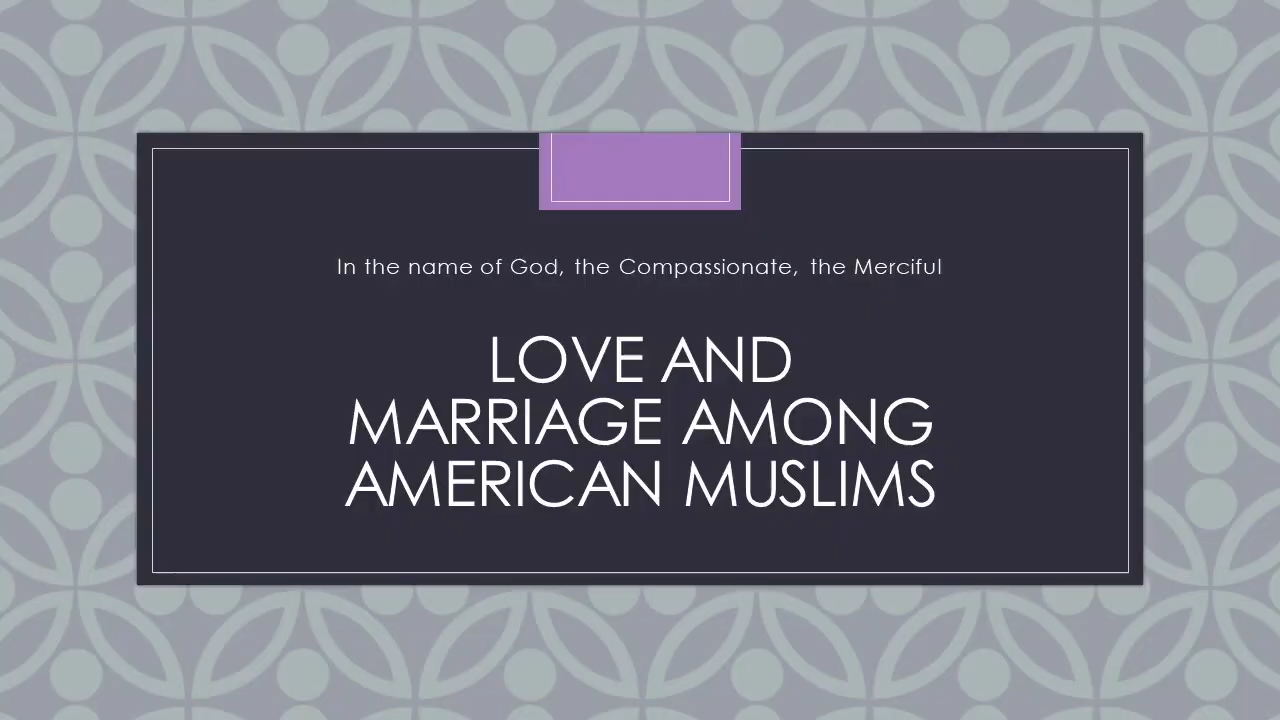 In the name of God, the Compassionate, the Merciful
LOVE AND
MARRIAGE AMONG
AMERICAN MUSLIMS